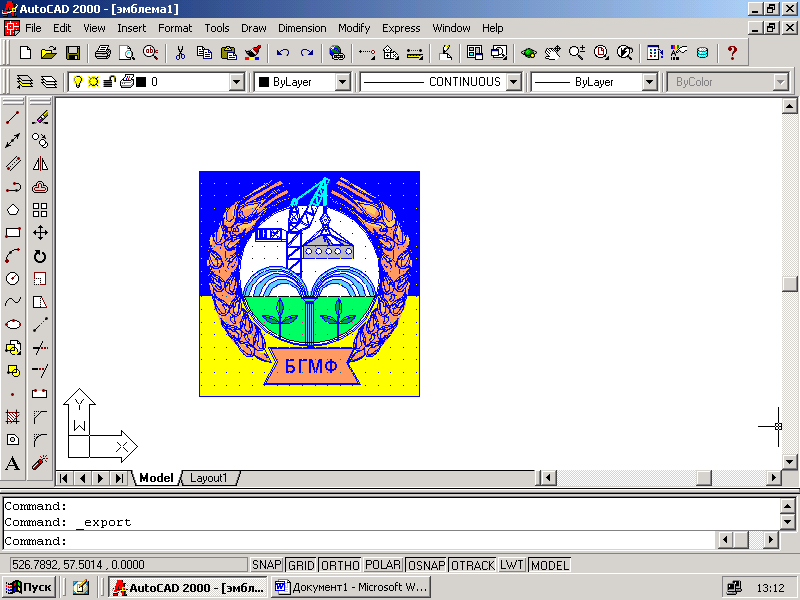 AutoCAD 2000 - [эмблема1]
File Edit View Insert Format Tools Draw Dimension Modify Express Window Help
0 ByLayer CONTINUOUS ByLayer ByColor
БГМФ
Y
W
X
Model Layout1
Command:
Command: _export
Command:
526.7892, 57.5014 , 0.0000 SNAP GRID ORTHO POLAR OSNAP OTRACK LWT MODEL
Пуск AutoCAD 2000 - [эмбл... Документ1 - Microsoft W... 13:12